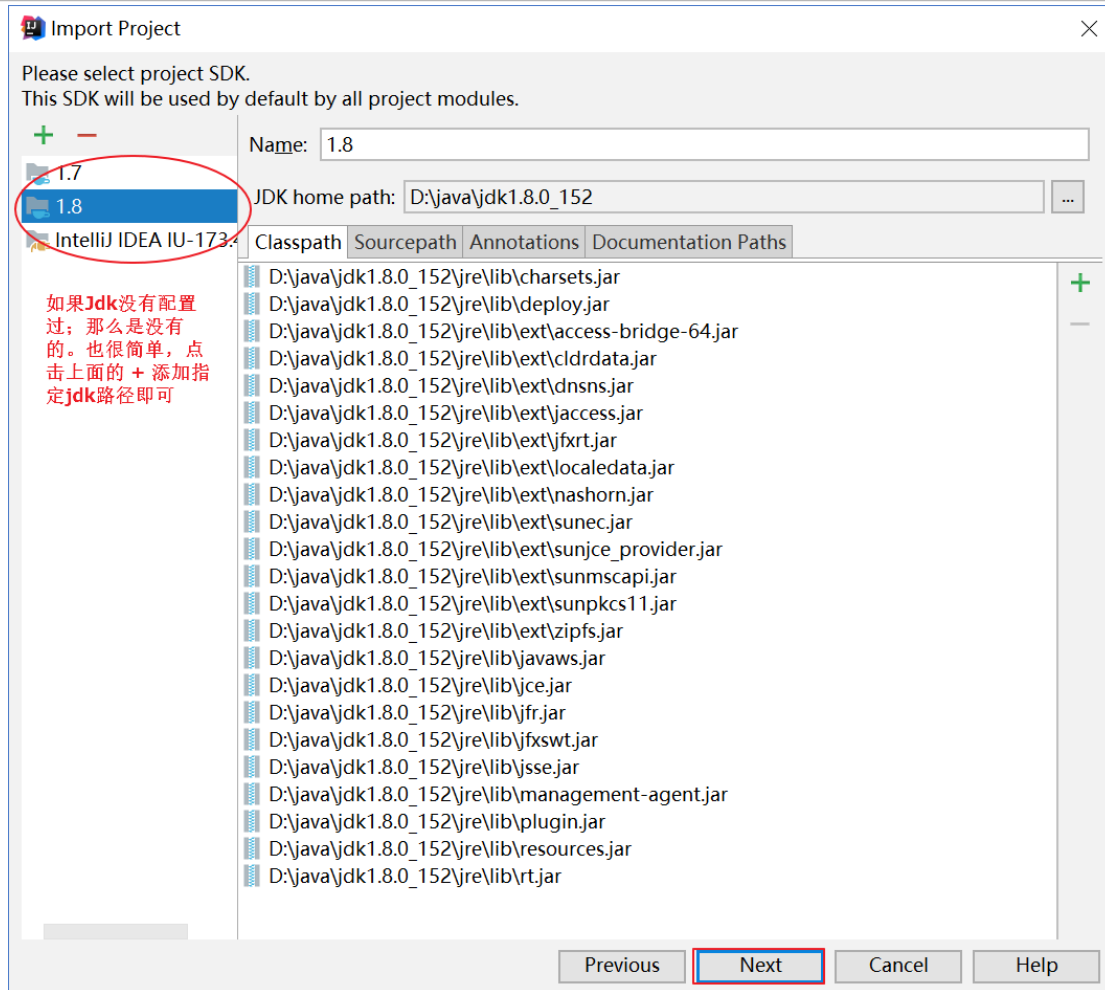 Import Project
Please select project SDK.
This SDK will be used by default by all project modules.
Name: 1.8
1.7
1.8
IntelliJ IDEA IU-173.
JDK home path: D:\java\jdk1.8.0_152
...
Classpath Sourcepath Annotations Documentation Paths
如果Jdk没有配置
过；那么是没有
的。也很简单，点
击上面的 + 添加指
定jdk路径即可
D:\java\jdk1.8.0_152\jre\lib\charsets.jar
D:\java\jdk1.8.0_152\jre\lib\deploy.jar
D:\java\jdk1.8.0_152\jre\lib\ext\access-bridge-64.jar
D:\java\jdk1.8.0_152\jre\lib\ext\cldrdata.jar
D:\java\jdk1.8.0_152\jre\lib\ext\dnsns.jar
D:\java\jdk1.8.0_152\jre\lib\ext\jaccess.jar
D:\java\jdk1.8.0_152\jre\lib\ext\jfxrt.jar
D:\java\jdk1.8.0_152\jre\lib\ext\localedata.jar
D:\java\jdk1.8.0_152\jre\lib\ext\nashorn.jar
D:\java\jdk1.8.0_152\jre\lib\ext\sunec.jar
D:\java\jdk1.8.0_152\jre\lib\ext\sunjce_provider.jar
D:\java\jdk1.8.0_152\jre\lib\ext\sunmscapi.jar
D:\java\jdk1.8.0_152\jre\lib\ext\sunpkcs11.jar
D:\java\jdk1.8.0_152\jre\lib\ext\zipfs.jar
D:\java\jdk1.8.0_152\jre\lib\javaws.jar
D:\java\jdk1.8.0_152\jre\lib\jce.jar
D:\java\jdk1.8.0_152\jre\lib\jfr.jar
D:\java\jdk1.8.0_152\jre\lib\jfxswt.jar
D:\java\jdk1.8.0_152\jre\lib\jsse.jar
D:\java\jdk1.8.0_152\jre\lib\management-agent.jar
D:\java\jdk1.8.0_152\jre\lib\plugin.jar
D:\java\jdk1.8.0_152\jre\lib\resources.jar
D:\java\jdk1.8.0_152\jre\lib\rt.jar
Previous Next Cancel Help